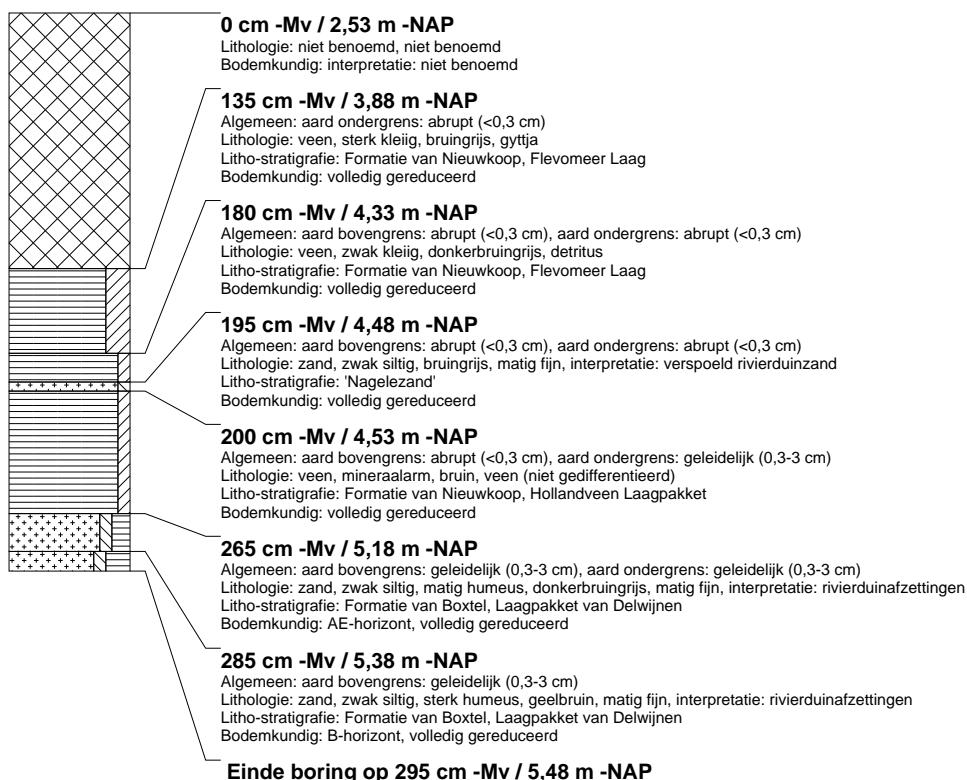 0 cm -Mv / 2,53 m -NAP
Lithologie: niet benoemd, niet benoemd
Bodemkundig: interpretatie: niet benoemd
135 cm -Mv / 3,88 m -NAP
Algemeen: aard ondergrens: abrupt (<0,3 cm)
Lithologie: veen, sterk kleiig, bruingrijs, gyttja
Litho-stratigrafie: Formatie van Nieuwkoop, Flevomeer Laag
Bodemkundig: volledig gereduceerd
180 cm -Mv / 4,33 m -NAP
Algemeen: aard bovengrens: abrupt (<0,3 cm), aard ondergrens: abrupt (<0,3 cm)
Lithologie: veen, zwak kleiig, donkerbruingrijs, detritus
Litho-stratigrafie: Formatie van Nieuwkoop, Flevomeer Laag
Bodemkundig: volledig gereduceerd
195 cm -Mv / 4,48 m -NAP
Algemeen: aard bovengrens: abrupt (<0,3 cm), aard ondergrens: abrupt (<0,3 cm)
Lithologie: zand, zwak siltig, bruingrijs, matig fijn, interpretatie: verspoeld rivierduinzand
Litho-stratigrafie: 'Nagelezand'
Bodemkundig: volledig gereduceerd
200 cm -Mv / 4,53 m -NAP
Algemeen: aard bovengrens: abrupt (<0,3 cm), aard ondergrens: geleidelijk (0,3-3 cm)
Lithologie: veen, mineraalarm, bruin, veen (niet gedifferentieerd)
Litho-stratigrafie: Formatie van Nieuwkoop, Hollandveen Laagpakket
Bodemkundig: volledig gereduceerd
265 cm -Mv / 5,18 m -NAP
Algemeen: aard bovengrens: geleidelijk (0,3-3 cm), aard ondergrens: geleidelijk (0,3-3 cm)
Lithologie: zand, zwak siltig, matig humeus, donkerbruingrijs, matig fijn, interpretatie: rivierduinafzettingen
Litho-stratigrafie: Formatie van Boxtel, Laagpakket van Delwijnen
Bodemkundig: AE-horizont, volledig gereduceerd
285 cm -Mv / 5,38 m -NAP
Algemeen: aard bovengrens: geleidelijk (0,3-3 cm)
Lithologie: zand, zwak siltig, sterk humeus, geelbruin, matig fijn, interpretatie: rivierduinafzettingen
Litho-stratigrafie: Formatie van Boxtel, Laagpakket van Delwijnen
Bodemkundig: B-horizont, volledig gereduceerd
Einde boring op 295 cm -Mv / 5,48 m -NAP